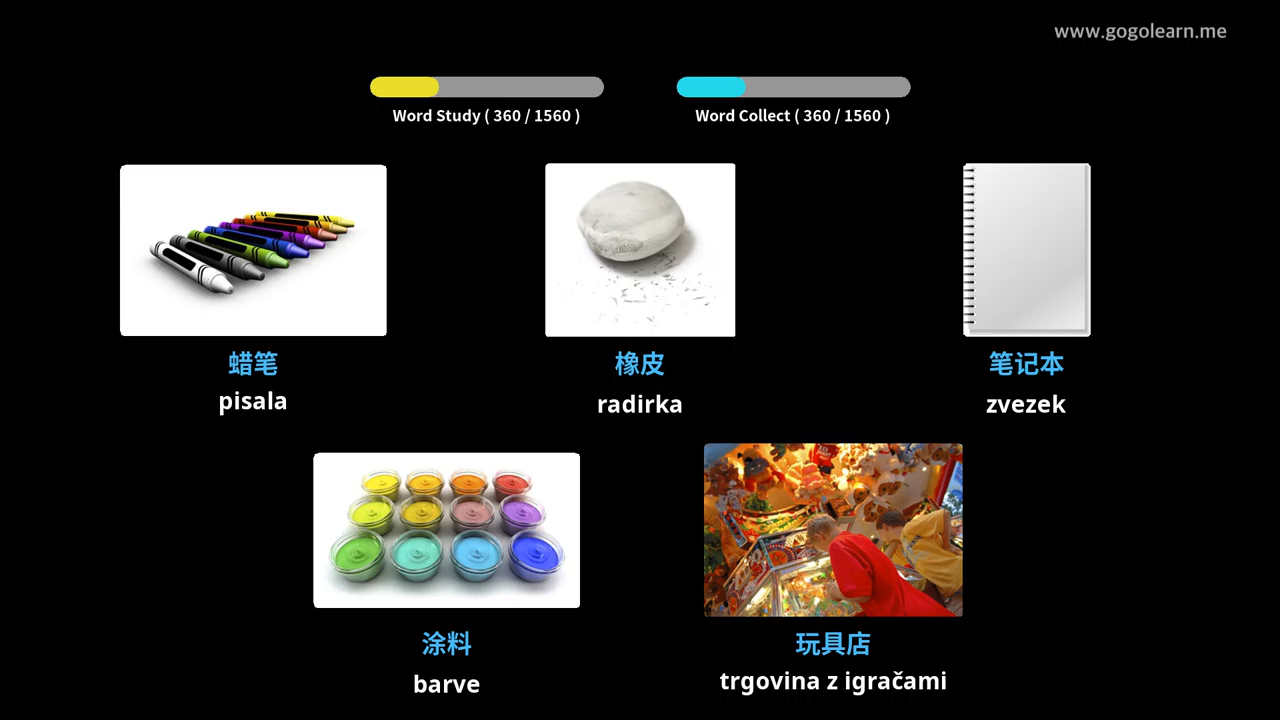 www.gogolearn.me
Word Study ( 360 / 1560 )
Word Collect ( 360 / 1560 )
蜡笔
pisala
橡皮
radirka
笔记本
zvezek
涂料
barve
玩具店
trgovina z igračami